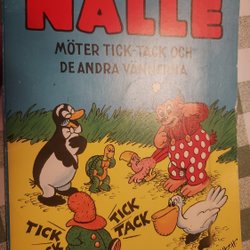 NALLE
MÖTER TICK-TACK OCH
DE ANDRA VÄNNERNA
TICK
TACK
TICK